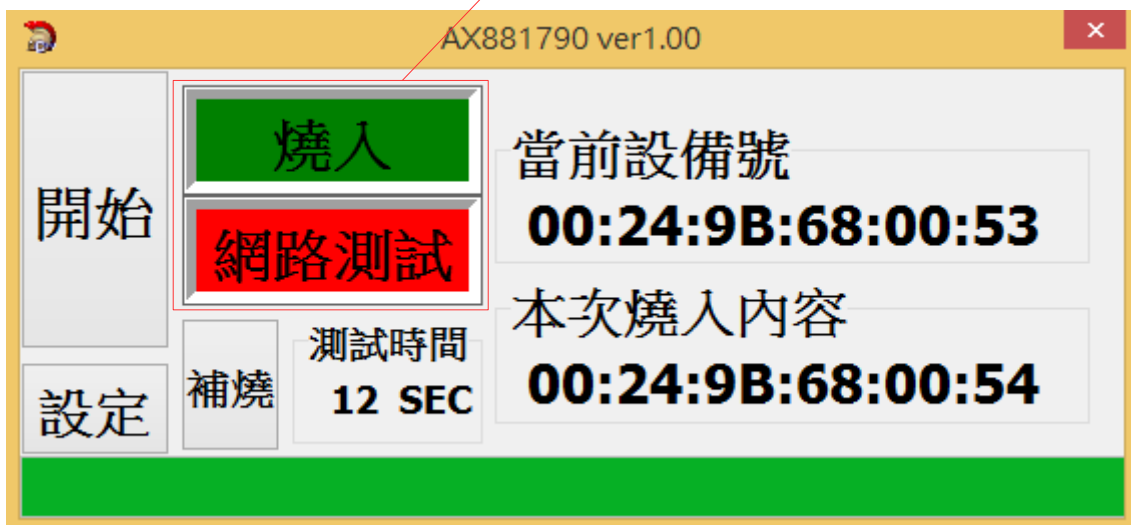 AX881790 ver1.00
開始
燒入
網路測試
當前設備號
00:24:9B:68:00:53
本次燒入內容
00:24:9B:68:00:54
設定
補燒
測試時間
12 SEC